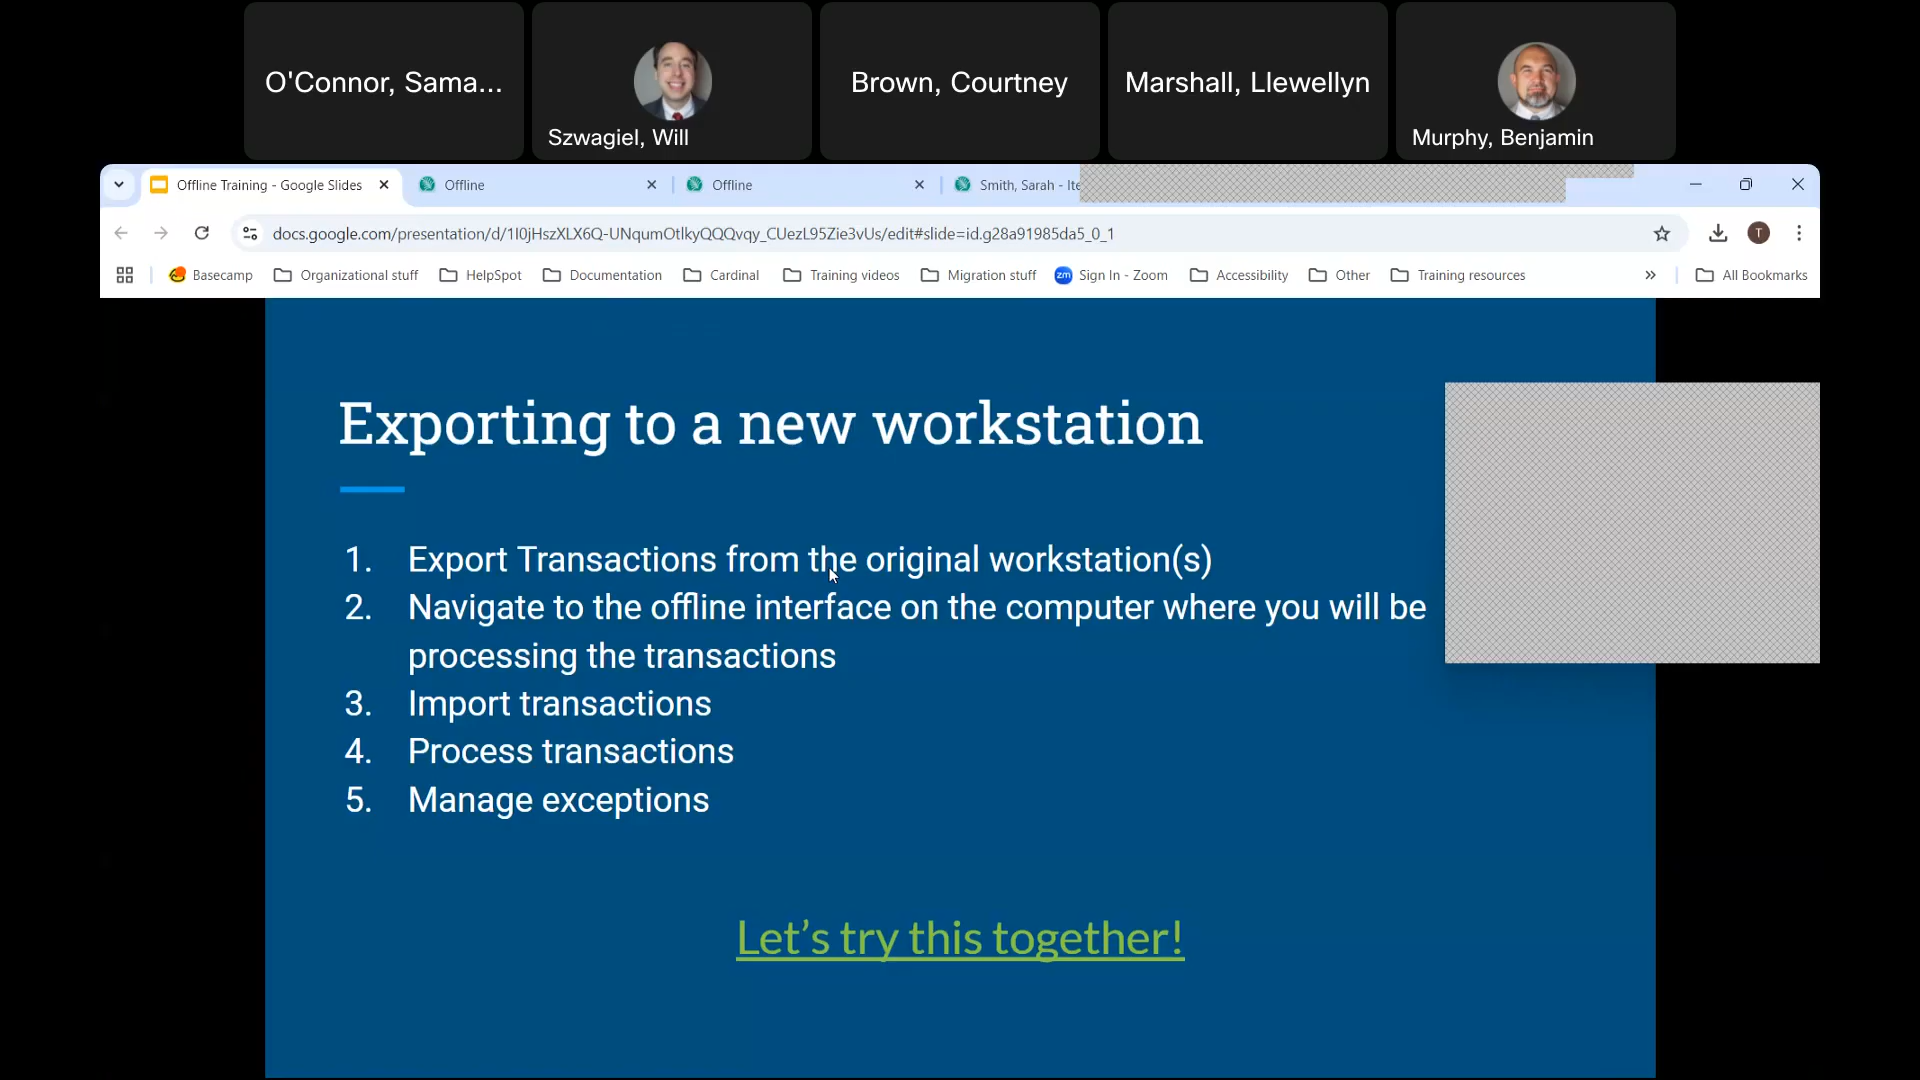 O'Connor, Sama...
Szwagiel, Will
Brown, Courtney
Marshall, Llewellyn
Murphy, Benjamin
Offline Training - Google Slides
Offline
Offline
Smith, Sarah - Ite
docs.google.com/presentation/d/1I0jHszXLX6Q-UNqumOtlkyQQQvqy_CUezL95Zie3vUs/edit#slide=id.g28a91985da5_0_1
T
Basecamp
Organizational stuff
HelpSpot
Documentation
Cardinal
Training videos
Migration stuff
zm
Sign In - Zoom
Accessibility
Other
Training resources
All Bookmarks
Exporting to a new workstation
1. Export Transactions from the original workstation(s)
2. Navigate to the offline interface on the computer where you will be
processing the transactions
3. Import transactions
4. Process transactions
5. Manage exceptions
Let's try this together!